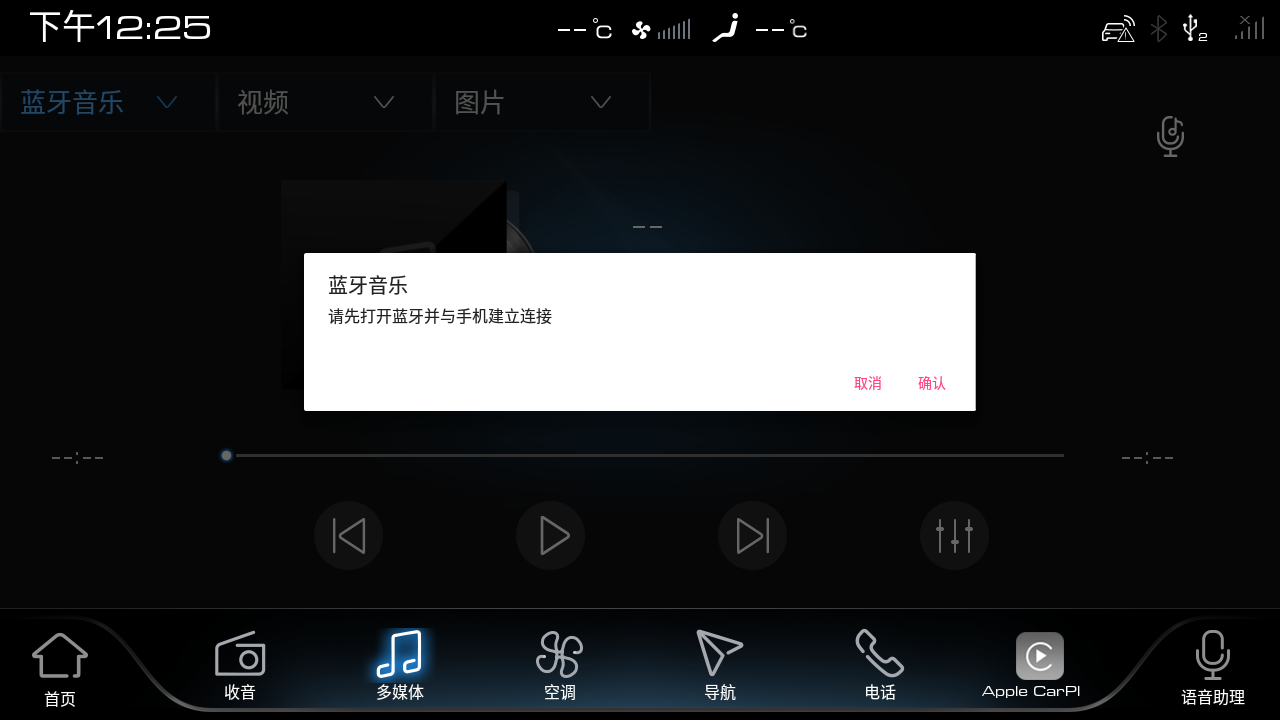 下午12:25
--°C
--°C
2
蓝牙音乐
视频
图片
--
蓝牙音乐
请先打开蓝牙并与手机建立连接
取消
确认
--:--
--:--
首页
收音
多媒体
空调
导航
电话
Apple CarPl
语音助理